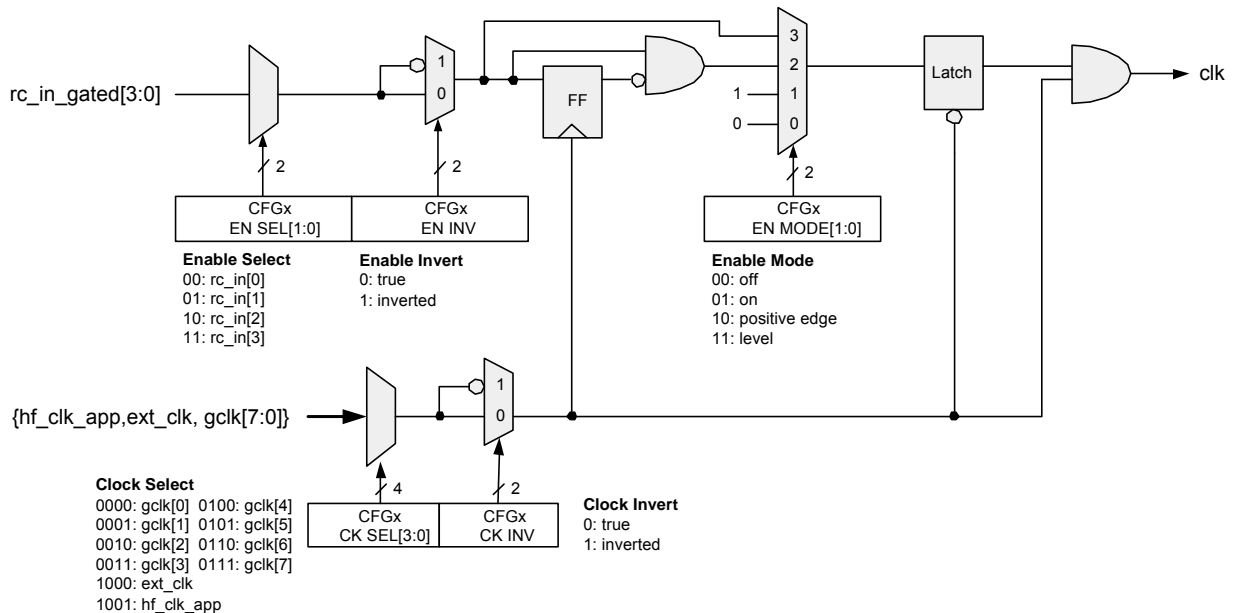 rc_in_gated[3:0]
1
0
FF
3
2
1
0
1
0
Latch
clk
2
2
2
CFGx
EN SEL[1:0]
CFGx
EN INV
CFGx
EN MODE[1:0]
Enable Select
00: rc_in[0]
01: rc_in[1]
10: rc_in[2]
11: rc_in[3]
Enable Invert
0: true
1: inverted
Enable Mode
00: off
01: on
10: positive edge
11: level
{hf_clk_app,ext_clk, gclk[7:0]}
1
0
4
2
CFGx
CK SEL[3:0]
CFGx
CK INV
Clock Select
0000: gclk[0] 0100: gclk[4]
0001: gclk[1] 0101: gclk[5]
0010: gclk[2] 0110: gclk[6]
0011: gclk[3] 0111: gclk[7]
1000: ext_clk
1001: hf_clk_app
Clock Invert
0: true
1: inverted